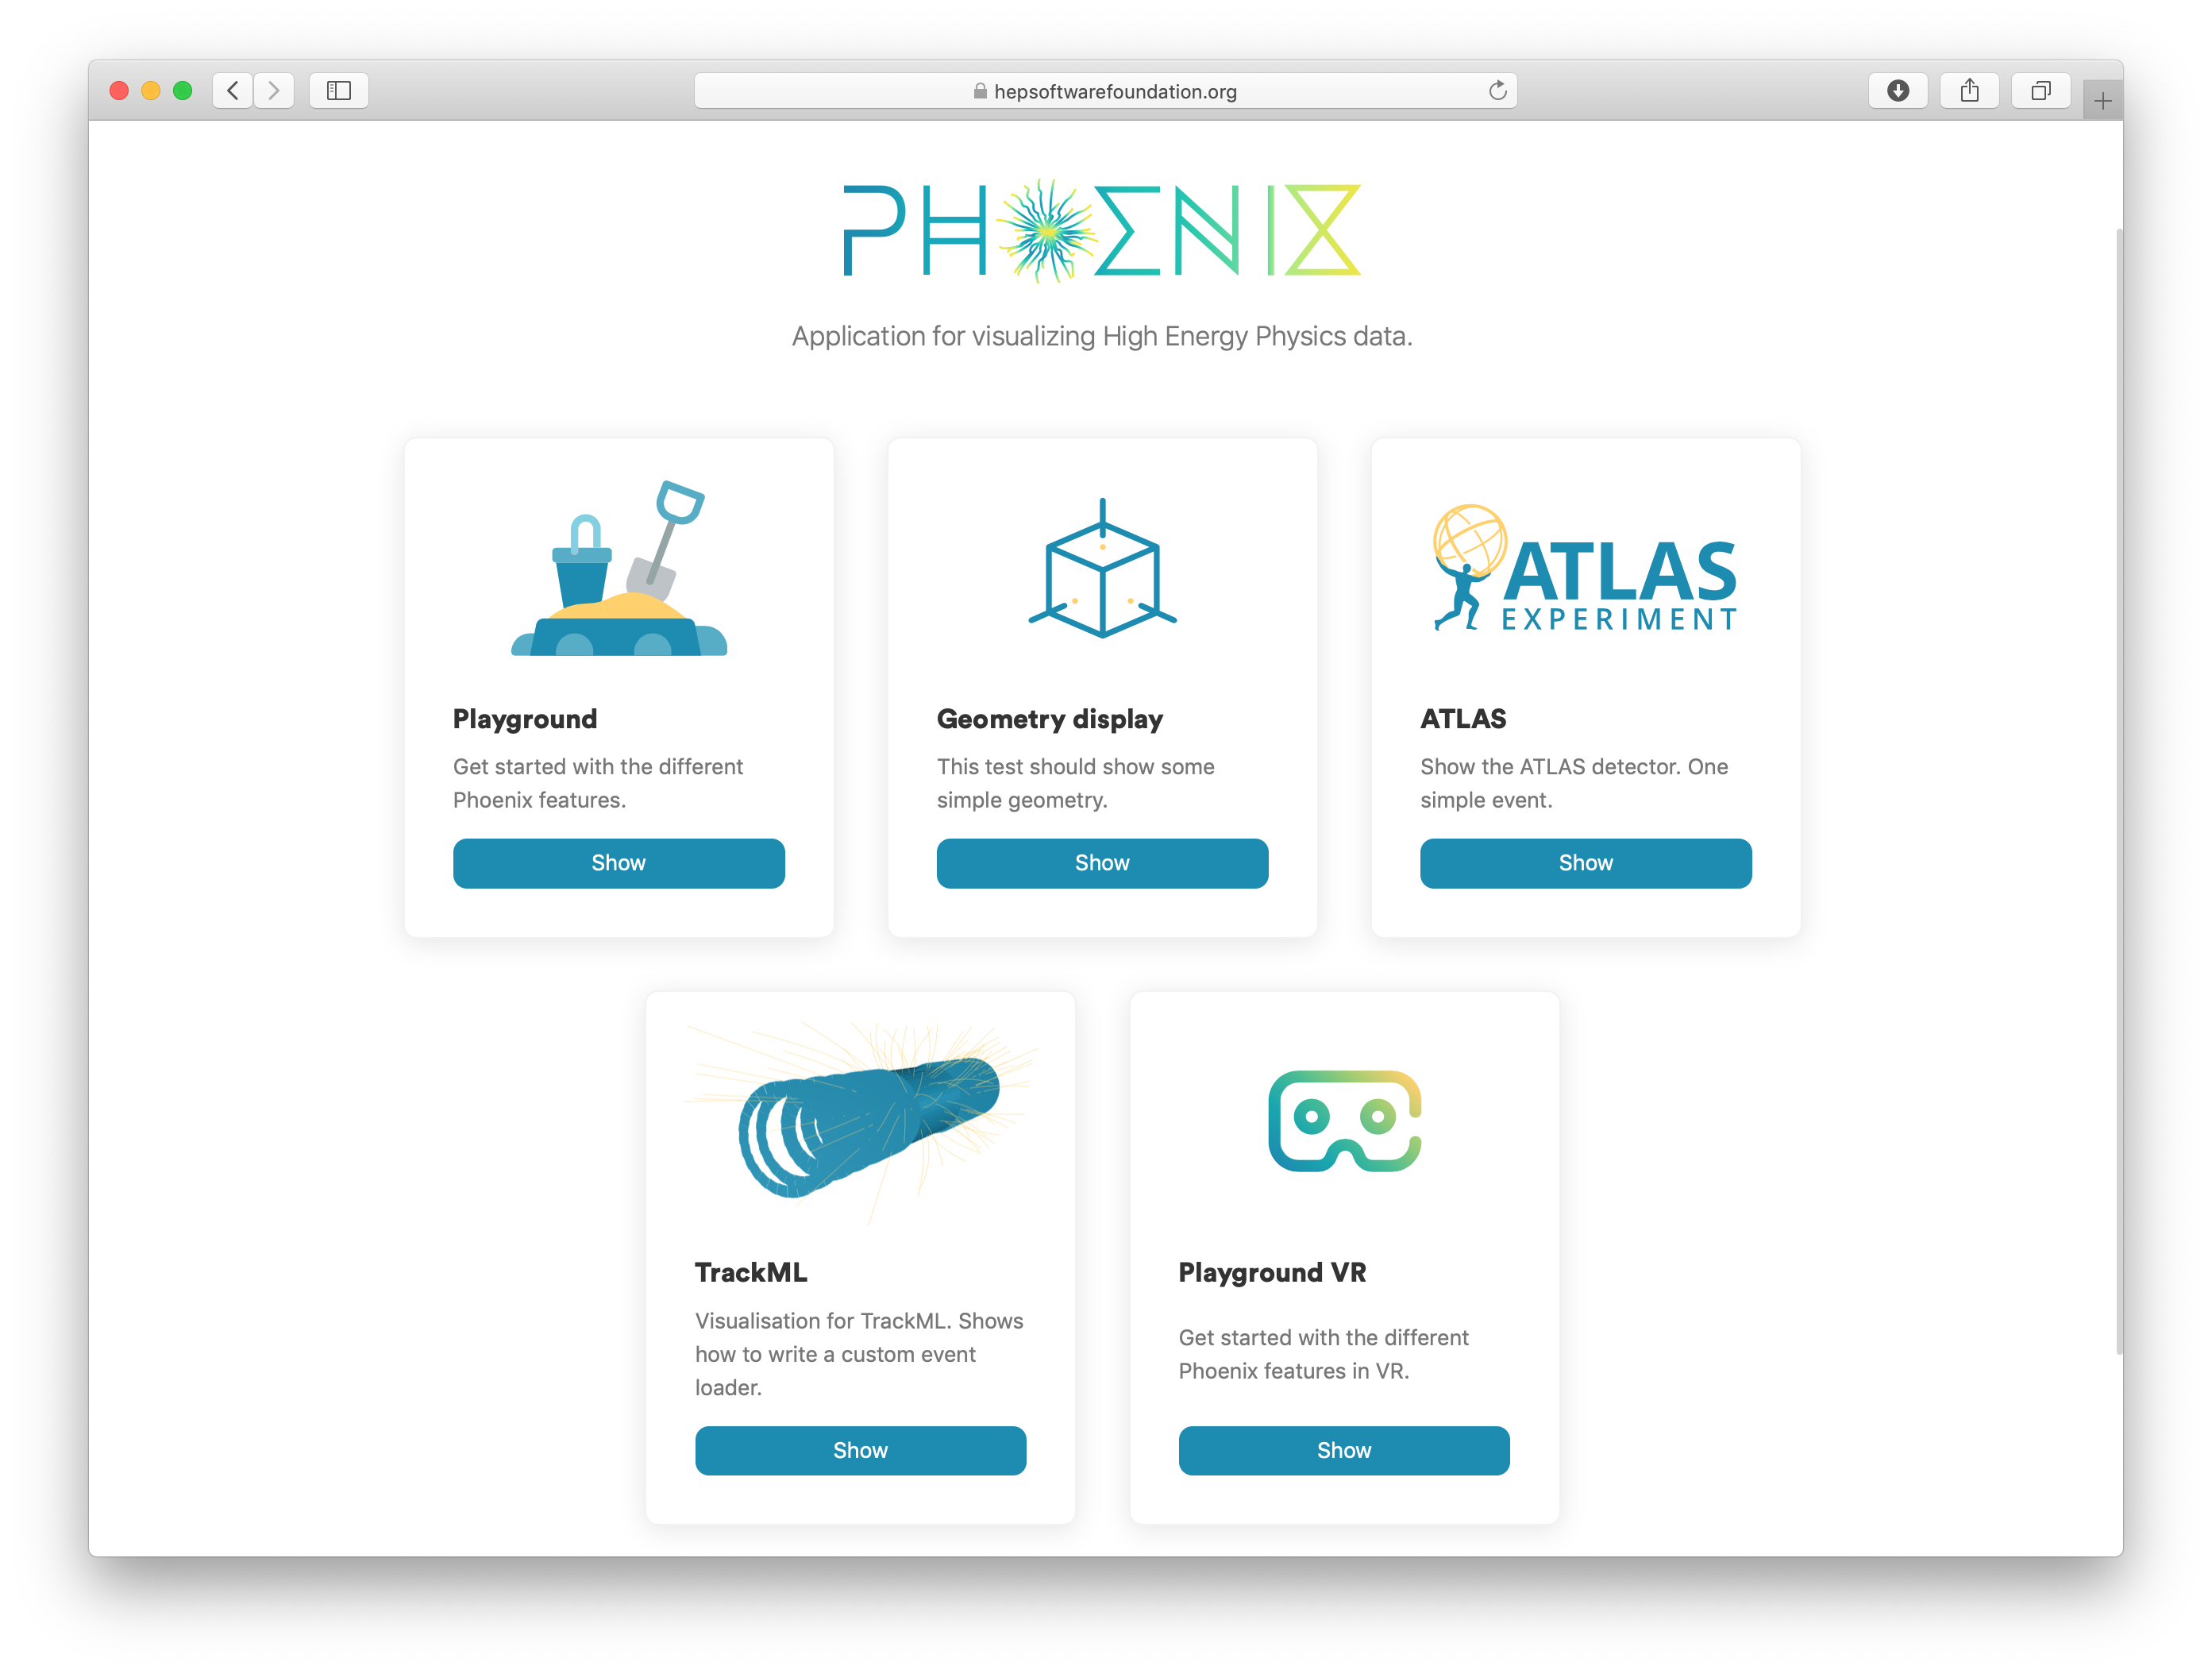 hepsoftwarefoundation.org
PHOENIX
Application for visualizing High Energy Physics data.
ATLAS
EXPERIMENT
Playground
Get started with the different
Phoenix features.
Show
Geometry display
This test should show some
simple geometry.
Show
ATLAS
Show the ATLAS detector. One
simple event.
Show
TrackML
Visualisation for TrackML. Shows
how to write a custom event
loader.
Show
Playground VR
Get started with the different
Phoenix features in VR.
Show